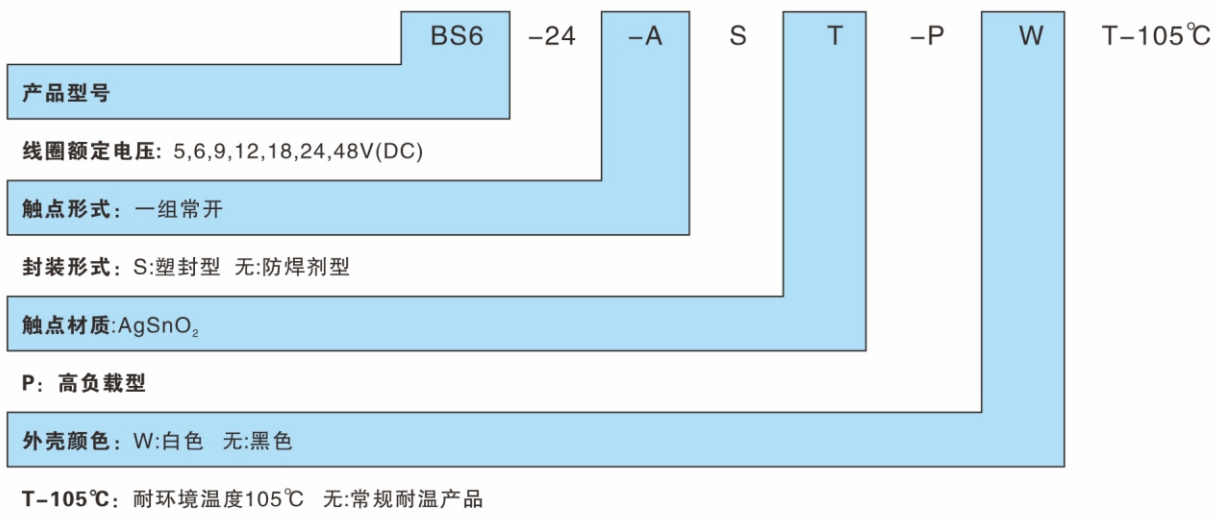 BS6 -24 -A S T -P W T-105℃
产品型号
线圈额定电压: 5,6,9,12,18,24,48V(DC)
触点形式：一组常开
封装形式：S:塑封型 无:防焊剂型
触点材质:AgSnO₂
P：高负载型
外壳颜色：W:白色 无:黑色
T-105℃：耐环境温度105℃ 无:常规耐温产品